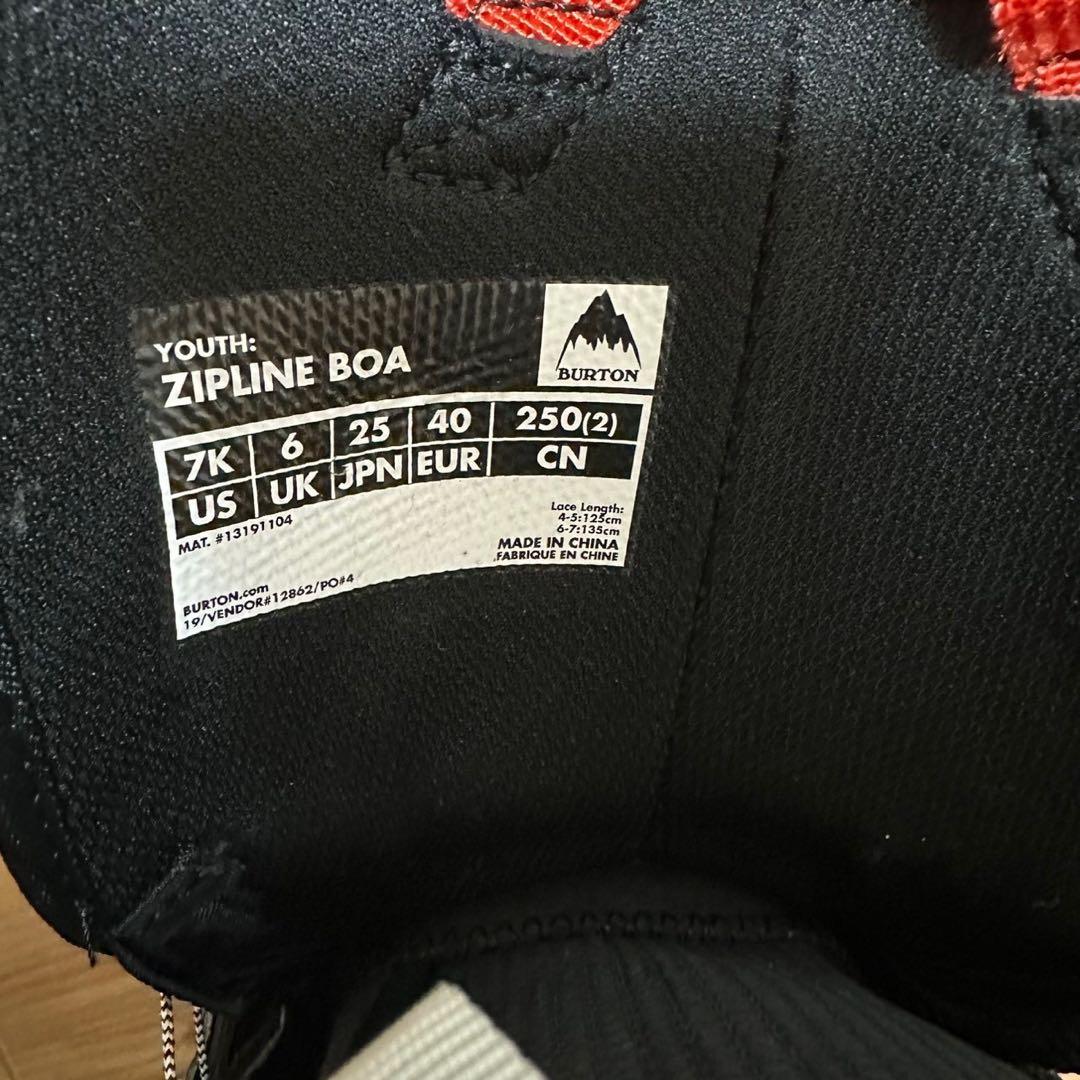 YOUTH:
ZIPLINE BOA
BURTON
7K 6 25 40 250(2)
US UK JPN EUR CN
MAT. #13191104
Lace Length:
4-5:125cm
6-7:135cm
MADE IN CHINA
.FABRIQUE EN CHINE
BURTON.com
19/VENDOR#12862/PO#4